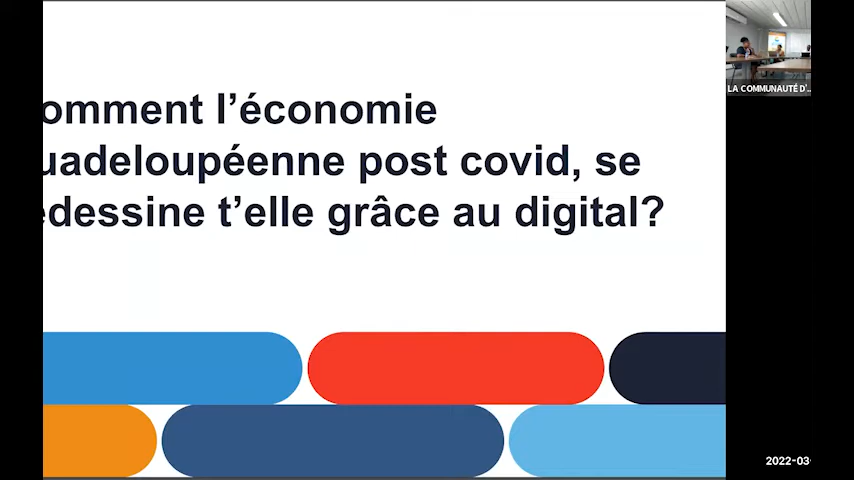 omment l’économie
uadeloupéenne post covid, se
edessine t’elle grâce au digital?
LA COMMUNAUTÉ D'...
2022-03